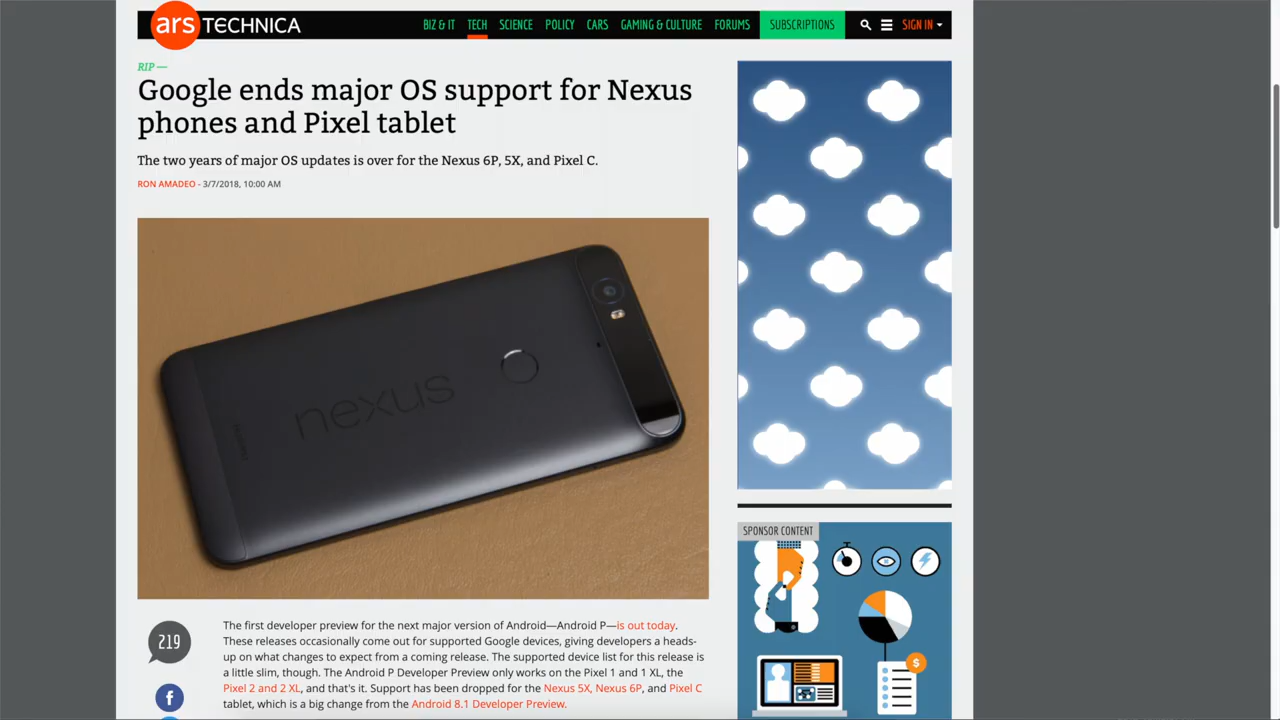 ars TECHNICA
BIZ & IT TECH SCIENCE POLICY CARS GAMING & CULTURE FORUMS SUBSCRIPTIONS SIGN IN
RIP —
Google ends major OS support for Nexus
phones and Pixel tablet
The two years of major OS updates is over for the Nexus 6P, 5X, and Pixel C.
RON AMADEO - 3/7/2018, 10:00 AM
nexus
219
The first developer preview for the next major version of Android—Android P—is out today.
These releases occasionally come out for supported Google devices, giving developers a heads-
up on what changes to expect from a coming release. The supported device list for this release is
a little slim, though. The Android P Developer Preview only works on the Pixel 1 and 1 XL, the
Pixel 2 and 2 XL, and that's it. Support has been dropped for the Nexus 5X, Nexus 6P, and Pixel C
tablet, which is a big change from the Android 8.1 Developer Preview.
SPONSOR CONTENT